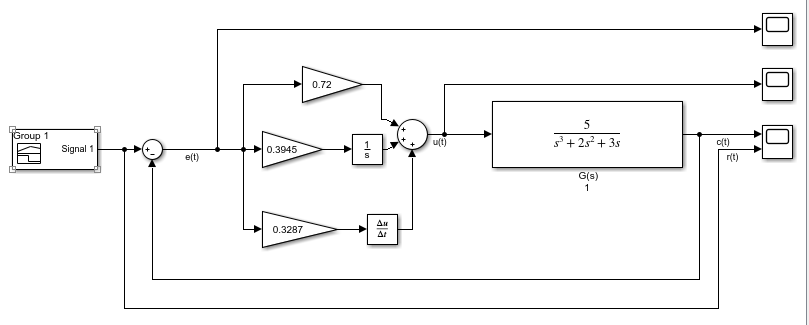 Group 1
Signal 1
+
−
e(t)
0.72
0.3945
1
s
0.3287
Δu
Δt
+
+
+
u(t)
5
s³ + 2s² + 3s
G(s)
1
c(t)
r(t)